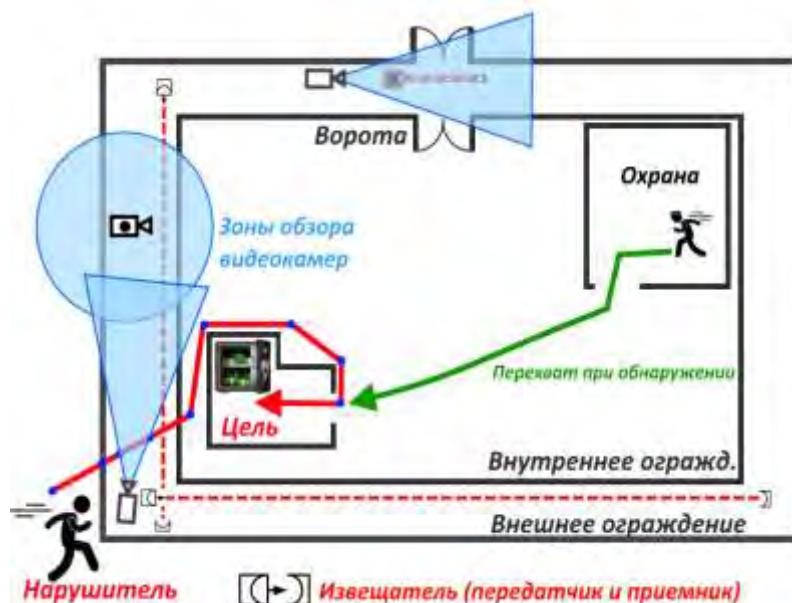 Ворота
Охрана
Зоны обзора
видеокамер
Перехват при обнаружении
Цель
Внутреннее огражд.
Внешнее ограждение
Нарушитель
Извещатель (передатчик и приемник)